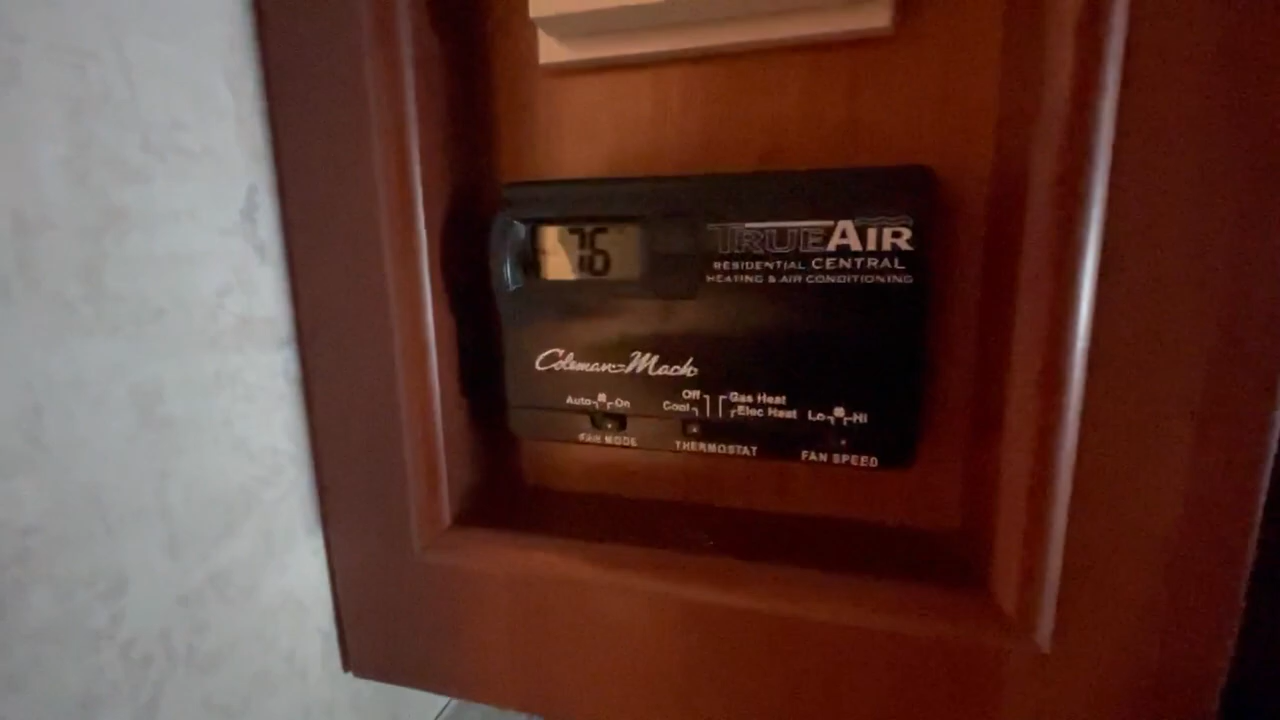 76
TRUEAIR
RESIDENTIAL CENTRAL
HEATING & AIR CONDITIONING
Coleman-Mach
Auto On
FAN MODE
Off
Cool
Gas Heat
Elec Heat
THERMOSTAT
Lo HI
FAN SPEED